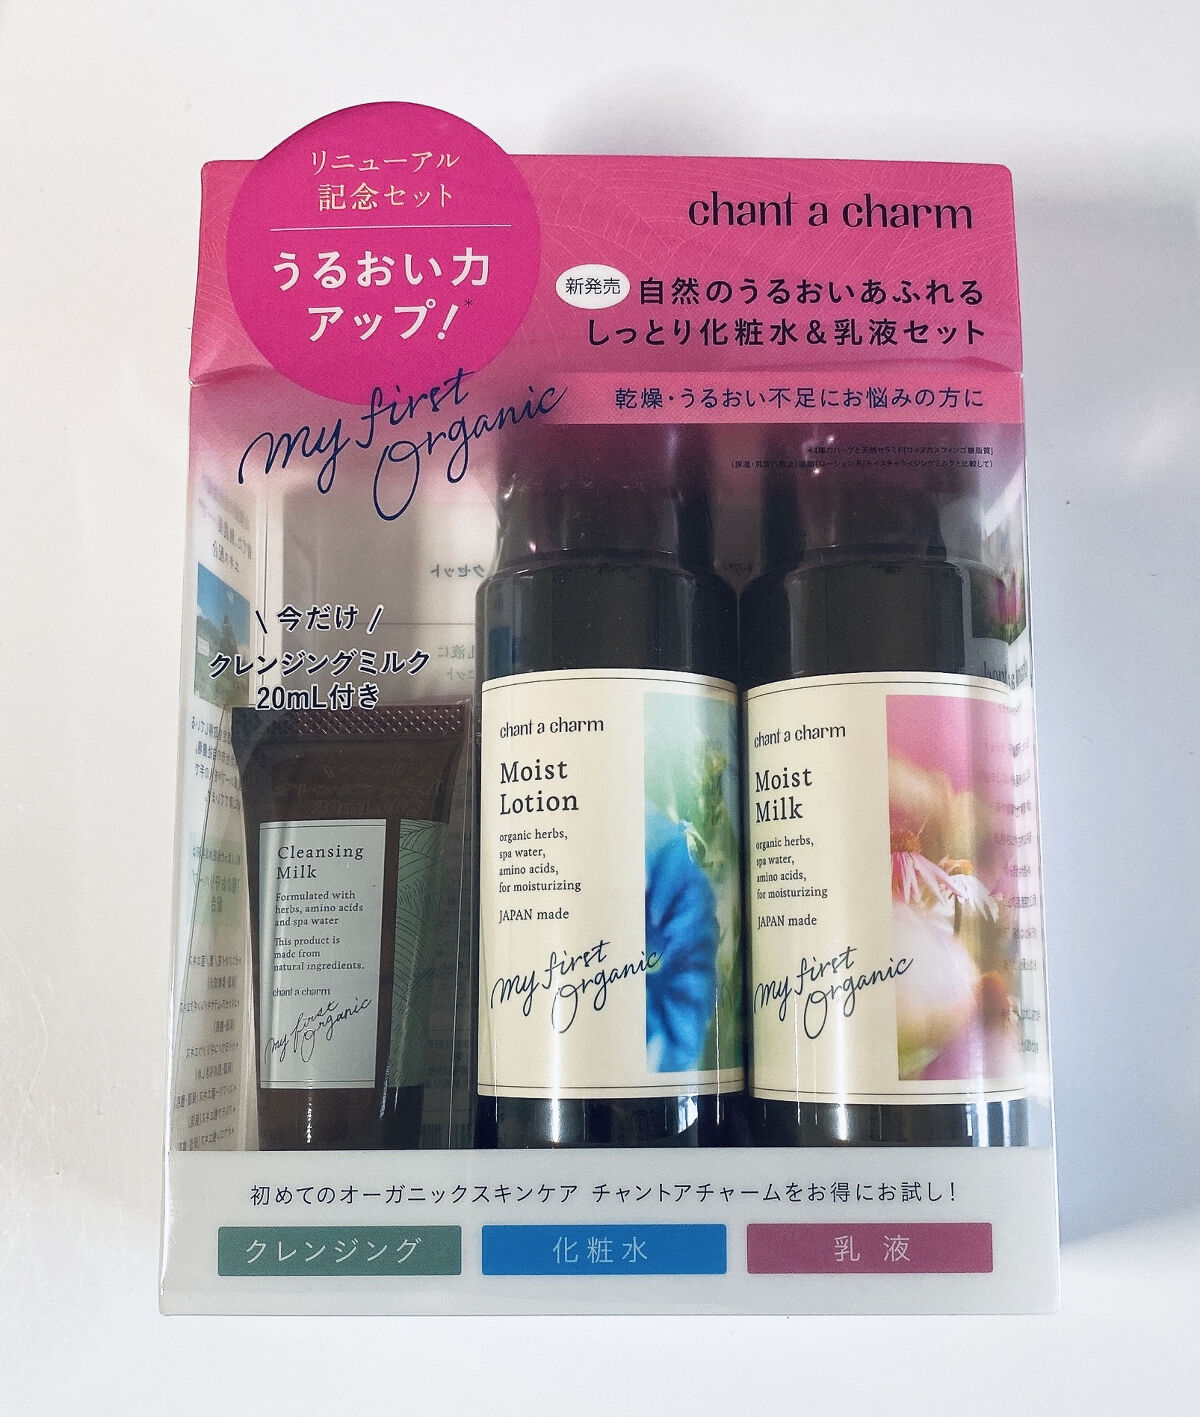 リニューアル
記念セット
うるおい力
アップ!*
chant a charm
新発売
自然のうるおいあふれる
しっとり化粧水&乳液セット
乾燥・うるおい不足にお悩みの方に
my first
Organic
\ 今だけ /
クレンジングミルク
20mL付き
Cleansing
Milk
Formulated with
herbs, amino acids
and spa water
This product is
made from
natural ingredients.
chant a charm
my first
Organic
chant a charm
Moist
Lotion
organic herbs,
spa water,
amino acids,
for moisturizing
JAPAN made
my first
Organic
chant a charm
Moist
Milk
organic herbs,
spa water,
amino acids,
for moisturizing
JAPAN made
my first
Organic
初めてのオーガニックスキンケア チャントアチャームをお得にお試し!
クレンジング
化粧水
乳液